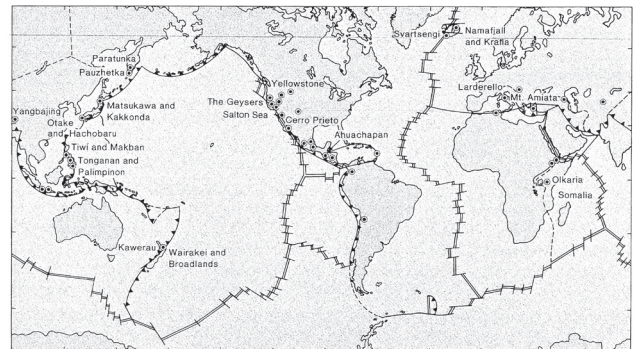 Svartsengi
Namafjall
and Krafla
Paratunka
Pauzhetka
Yellowstone
Larderello
Mt. Amiata
Yangbajing
Matsukawa and
Kakkonda
The Geysers
Salton Sea
Otake
and Hachobaru
Cerro Prieto
Ahuachapan
Tiwi and Makban
Tonganan and
Palimpinon
Olkaria
Somalia
Kawerau
Wairakei and
Broadlands